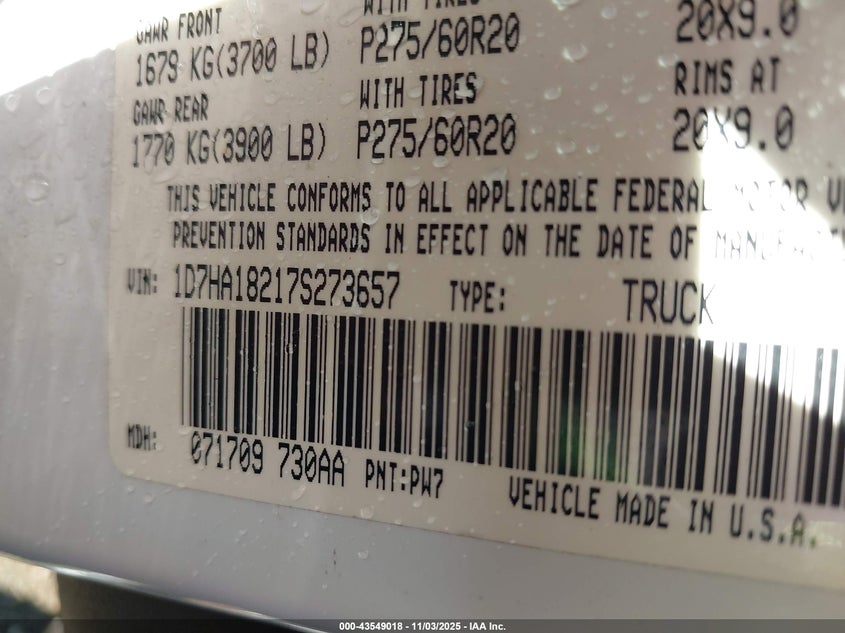 GAWR FRONT
WITH TIRES
1679 KG(3700 LB) P275/60R20 20X9.0
GAWR REAR WITH TIRES RIMS AT
1770 KG(3900 LB) P275/60R20 20X9.0
THIS VEHICLE CONFORMS TO ALL APPLICABLE FEDERAL MOTOR
PREVENTION STANDARDS IN EFFECT ON THE DATE OF
VIN: 1D7HA18217S273657 TYPE: TRUCK
MDH: 071709 730AA PNT:PW7 VEHICLE MADE IN U.S.A.
000-43549018 - 11/03/2025 - IAA Inc.